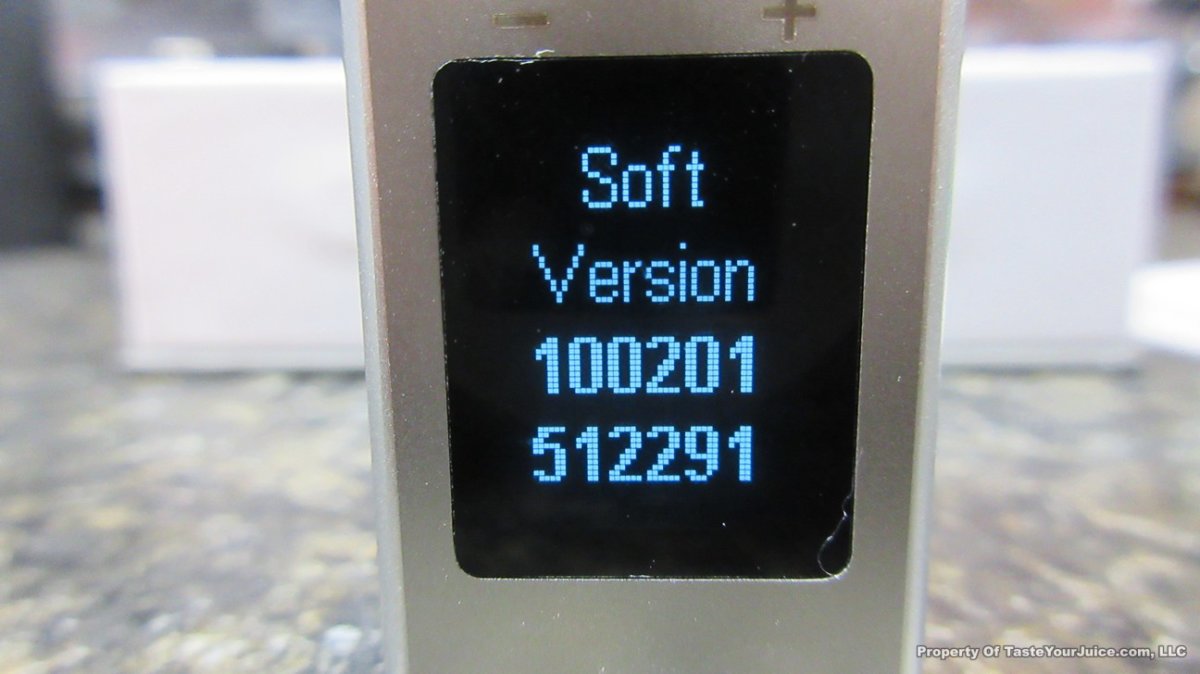 - +
Soft
Version
100201
512291
Property Of TasteYourJuice.com, LLC